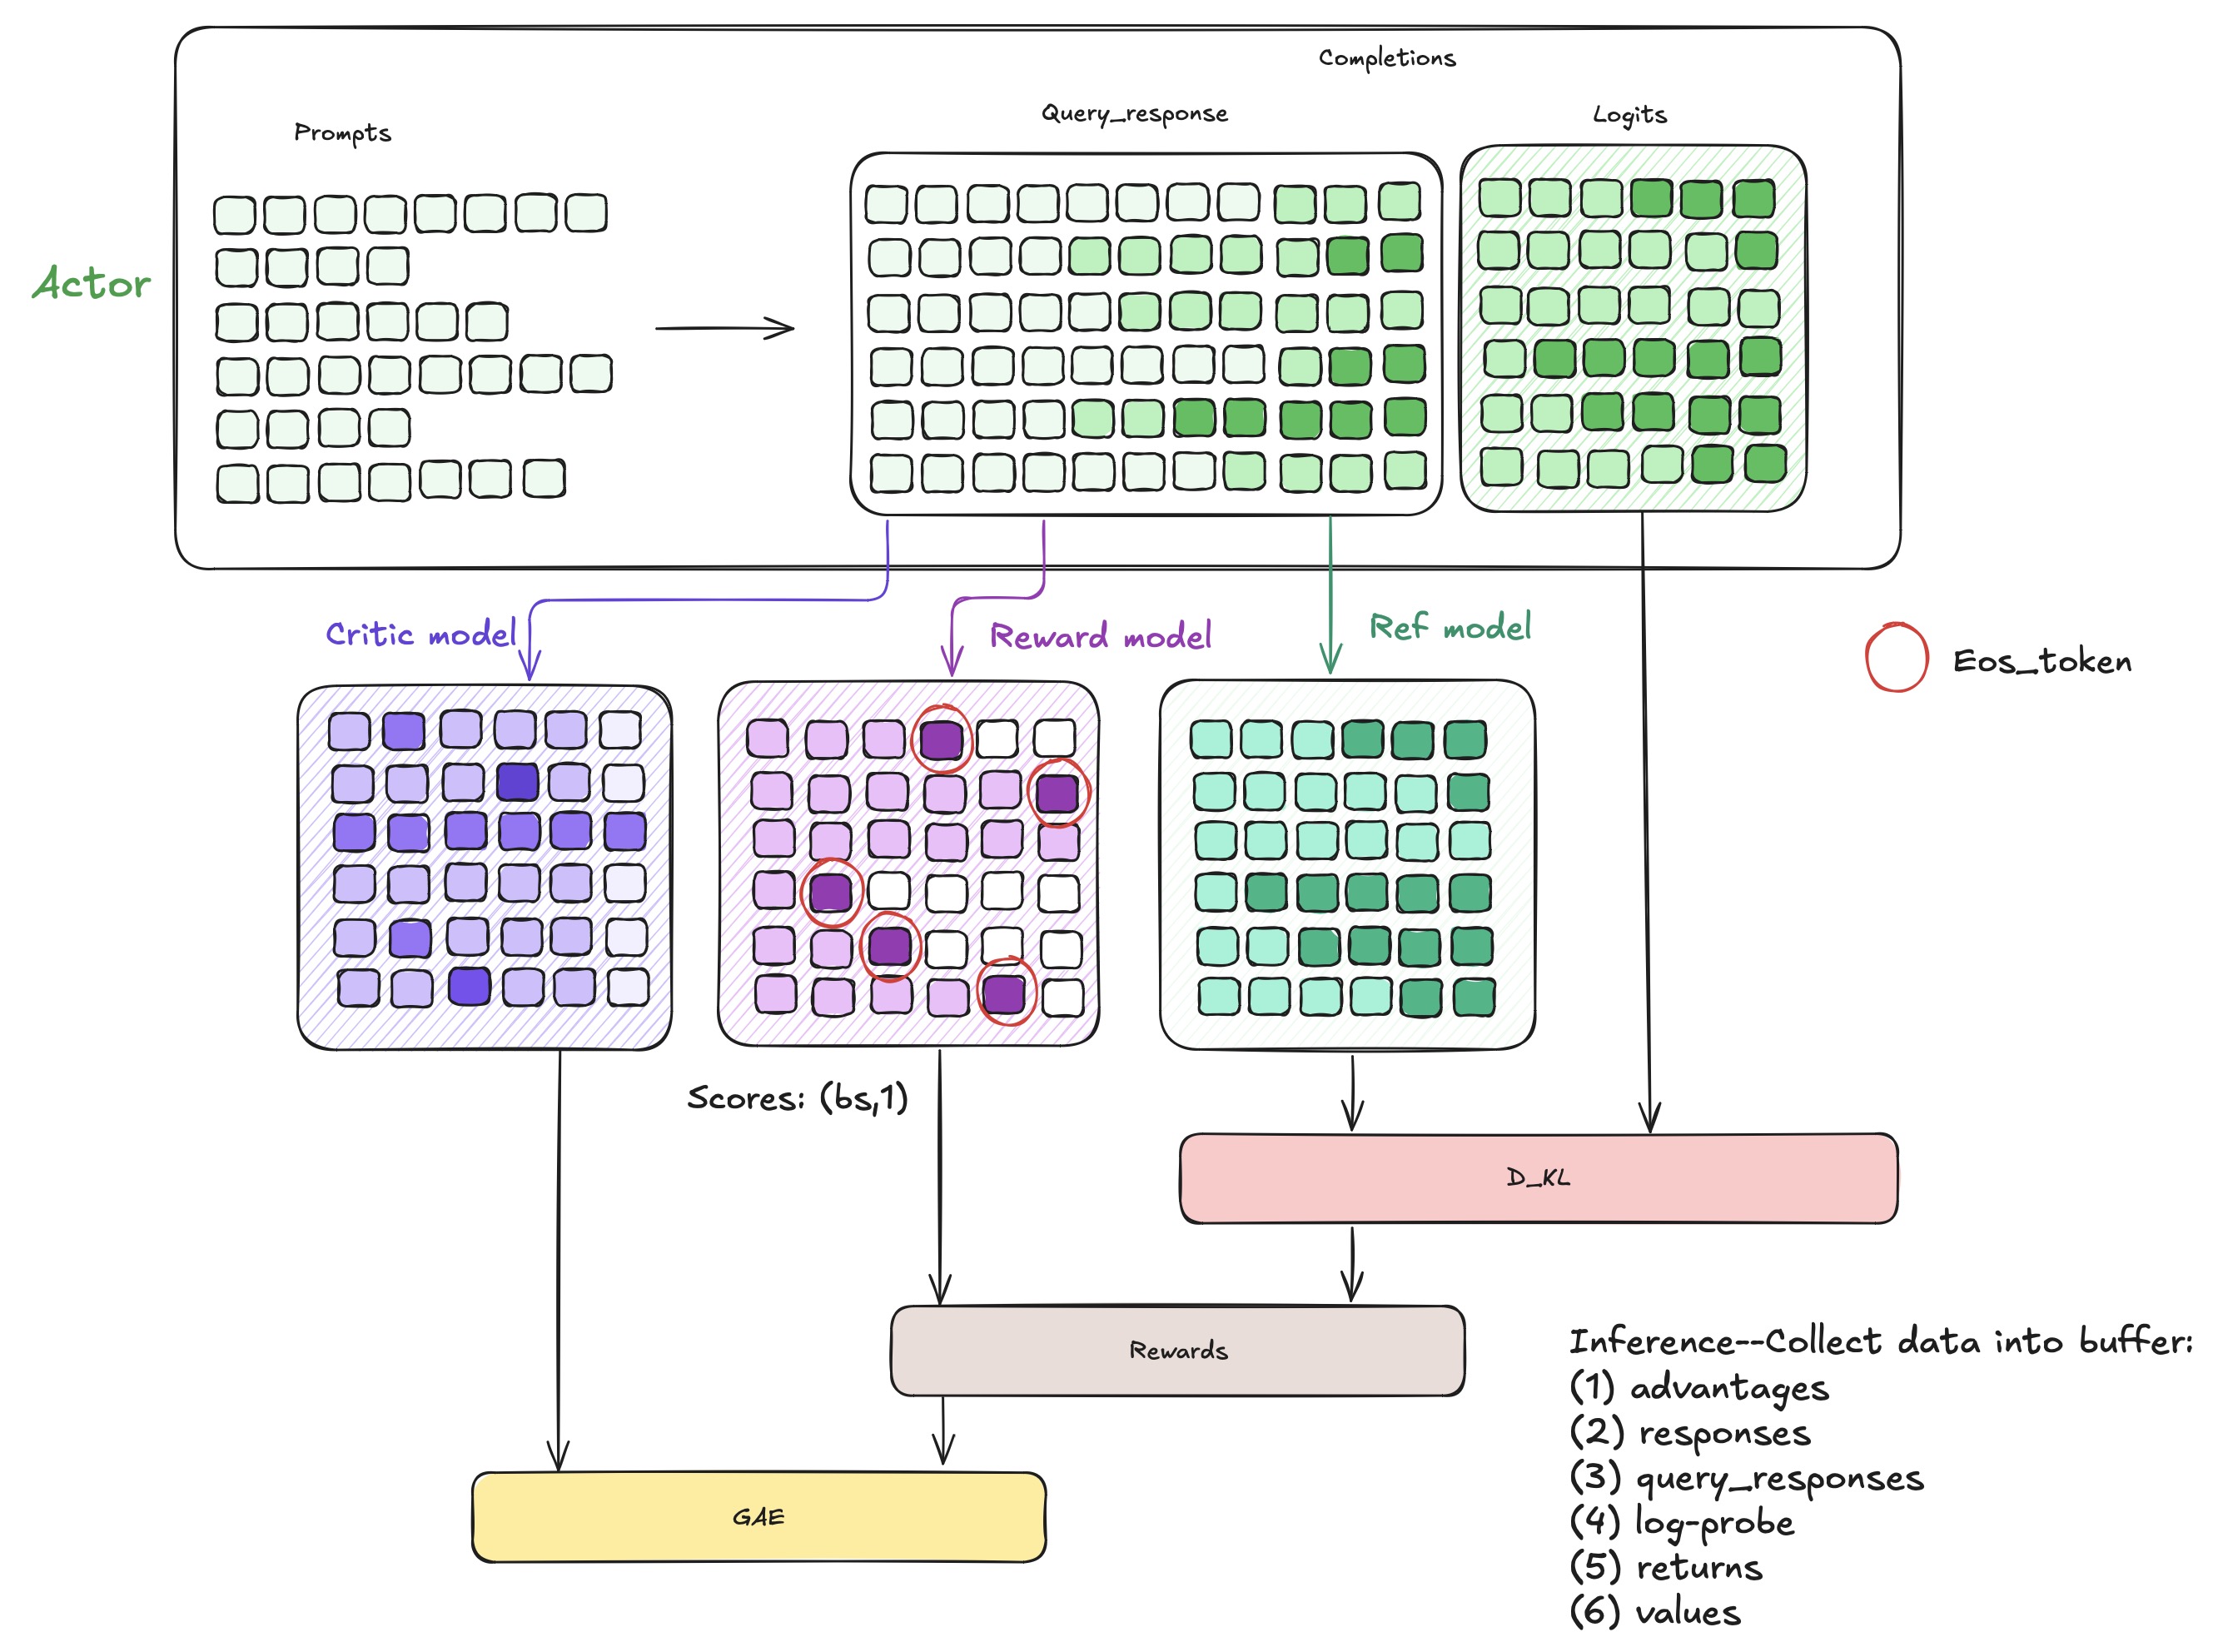 Completions
Prompts
Query_response
Logits
Actor
Critic model
Reward model
Ref model
Eos_token
Scores: (bs,1)
D_KL
Rewards
GAE
Inference---Collect data into buffer:
(1) advantages
(2) responses
(3) query_responses
(4) log-probe
(5) returns
(6) values